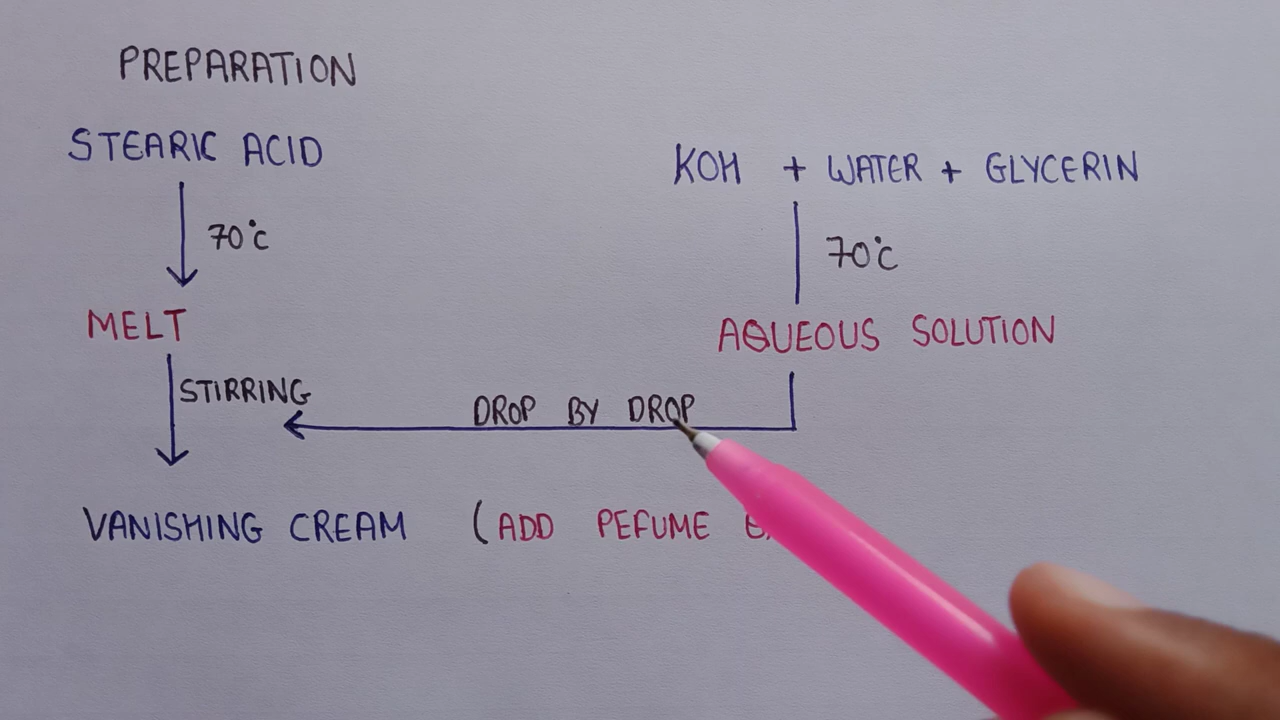 PREPARATION
STEARIC ACID
KOH + WATER + GLYCERIN
70°C
70°C
MELT
AQUEOUS SOLUTION
STIRRING
DROP BY DROP
VANISHING CREAM (ADD PEFUME